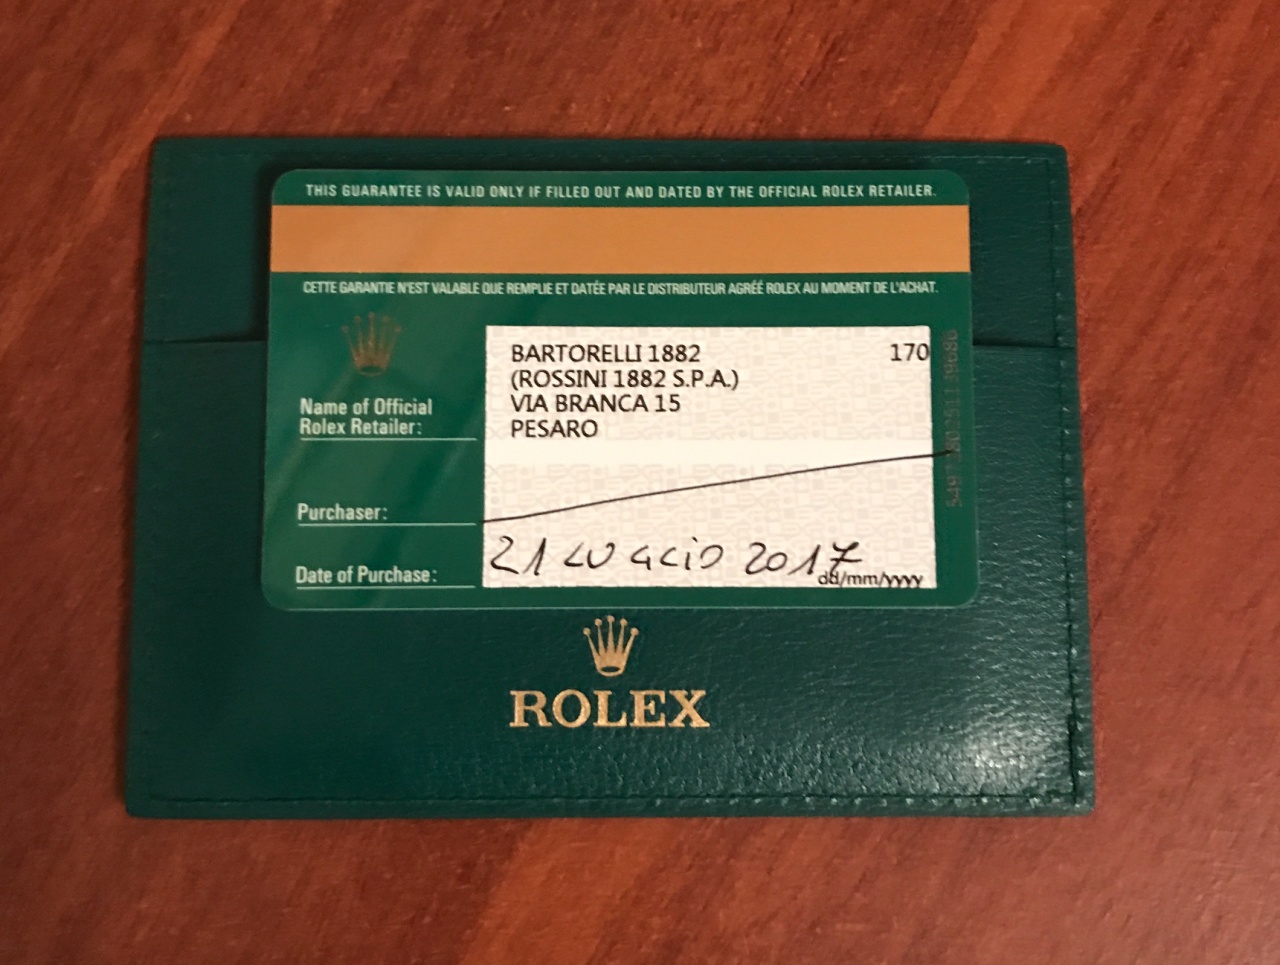 THIS GUARANTEE IS VALID ONLY IF FILLED OUT AND DATED BY THE OFFICIAL ROLEX RETAILER.
CETTE GARANTIE N'EST VALABLE QUE REMPLIE ET DATÉE PAR LE DISTRIBUTEUR AGRÉÉ ROLEX AU MOMENT DE L'ACHAT.
BARTORELLI 1882 170
(ROSSINI 1882 S.P.A.)
VIA BRANCA 15
PESARO
Name of Official
Rolex Retailer:
Purchaser:
Date of Purchase:
21 LUGLIO 2017
dd/mm/yyyy
ROLEX